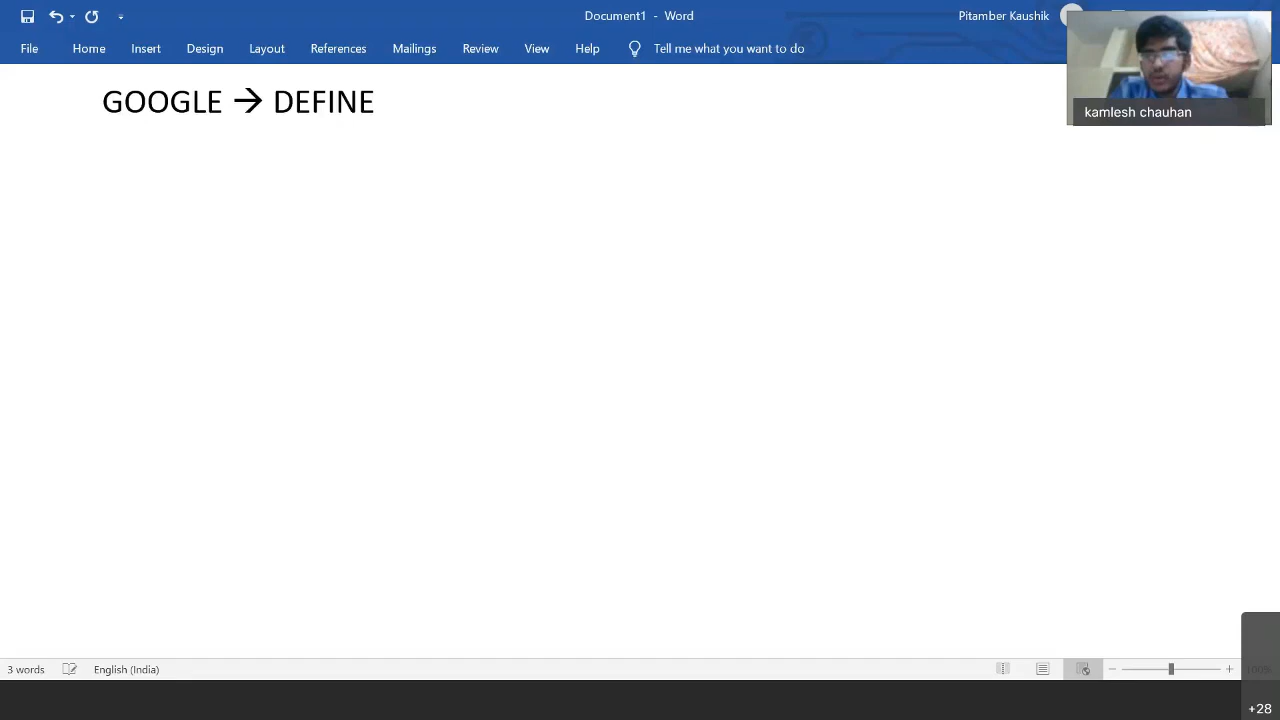 Document1 - Word
Pitamber Kaushik
File Home Insert Design Layout References Mailings Review View Help Tell me what you want to do
kamlesh chauhan
GOOGLE → DEFINE
3 words English (India)
100%
+28